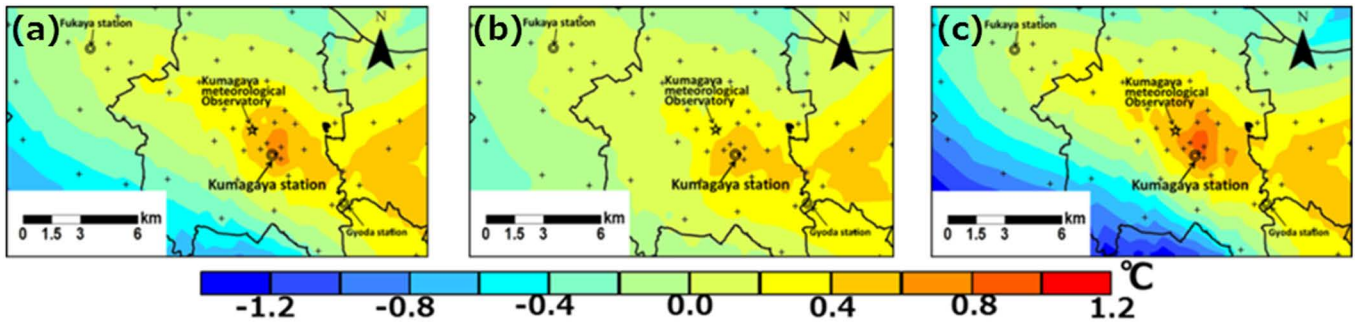 (a)
Fukaya station
N
Kumagaya
meteorological
Observatory
Kumagaya station
km
0 1.5 3 6
Gyoda station
(b)
Fukaya station
N
Kumagaya
meteorological
Observatory
Kumagaya station
km
0 1.5 3 6
Gyoda station
(c)
Fukaya station
N
Kumagaya
meteorological
Observatory
Kumagaya station
km
0 1.5 3 6
Gyoda station
℃
-1.2 -0.8 -0.4 0.0 0.4 0.8 1.2